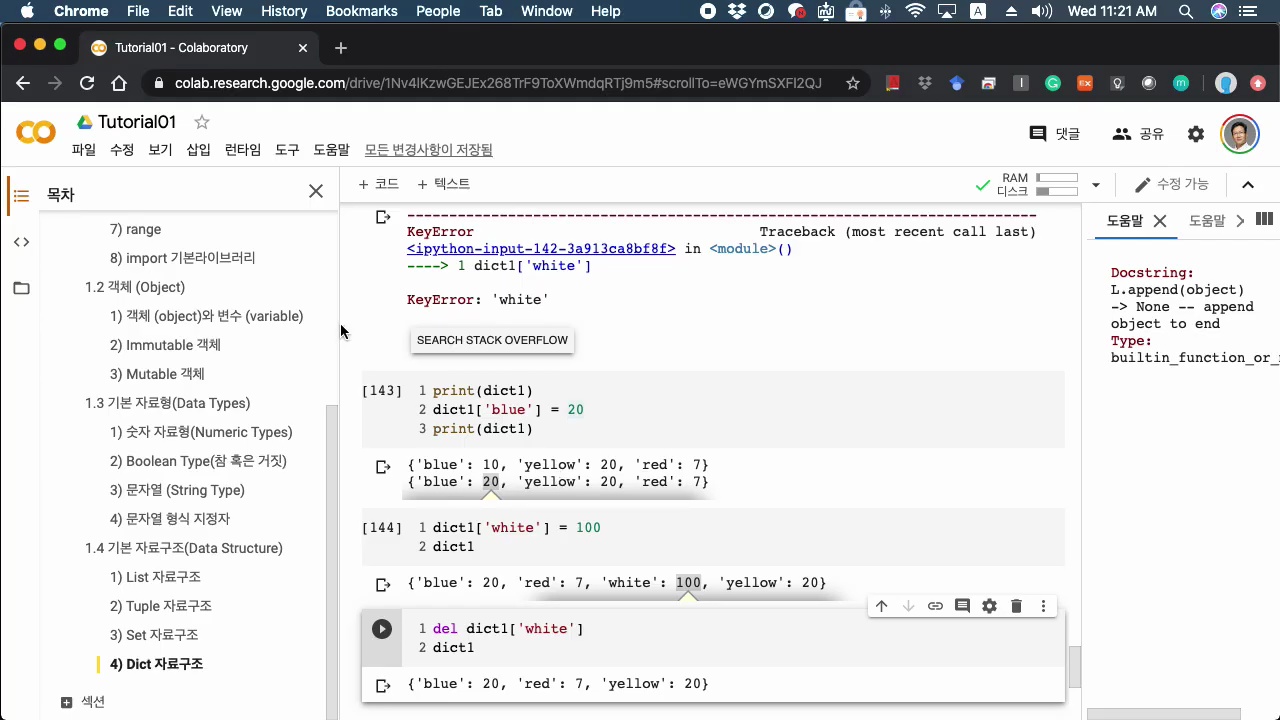 Chrome File Edit View History Bookmarks People Tab Window Help
A
Wed 11:21 AM
Tutorial01 - Colaboratory
colab.research.google.com/drive/1Nv4lKzwGEJEx268TrF9ToXWmdqRTj9m5#scrollTo=eWGYmSXFI2QJ
Tutorial01
파일 수정 보기 삽입 런타임 도구 도움말 모든 변경사항이 저장됨
댓글
공유
목차
+ 코드 + 텍스트
RAM
디스크
수정 가능
7) range
8) import 기본라이브러리
1.2 객체 (Object)
1) 객체 (object)와 변수 (variable)
2) Immutable 객체
3) Mutable 객체
1.3 기본 자료형(Data Types)
1) 숫자 자료형(Numeric Types)
2) Boolean Type(참 혹은 거짓)
3) 문자열 (String Type)
4) 문자열 형식 지정자
1.4 기본 자료구조(Data Structure)
1) List 자료구조
2) Tuple 자료구조
3) Set 자료구조
4) Dict 자료구조
섹션
---------------------------------------------------------------------------
KeyError Traceback (most recent call last)
<ipython-input-142-3a913ca8bf8f> in <module>()
----> 1 dict1['white']
KeyError: 'white'
SEARCH STACK OVERFLOW
[143] 1 print(dict1)
2 dict1['blue'] = 20
3 print(dict1)
{'blue': 10, 'yellow': 20, 'red': 7}
{'blue': 20, 'yellow': 20, 'red': 7}
[144] 1 dict1['white'] = 100
2 dict1
{'blue': 20, 'red': 7, 'white': 100, 'yellow': 20}
1 del dict1['white']
2 dict1
{'blue': 20, 'red': 7, 'yellow': 20}
도움말
도움말
Docstring:
L.append(object)
-> None -- append
object to end
Type:
builtin_function_or_